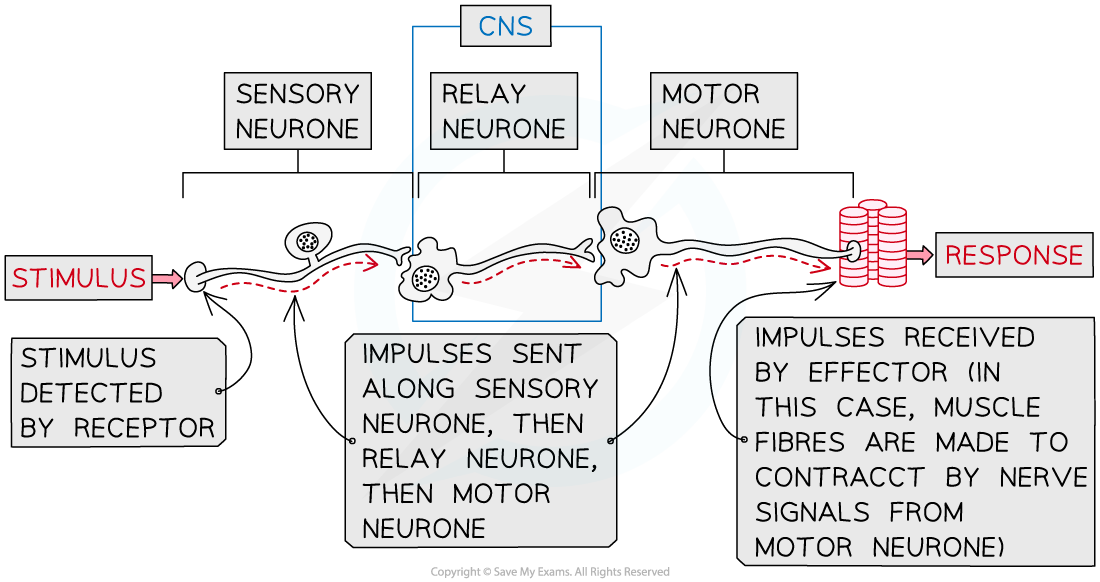 CNS
SENSORY
NEURONE
RELAY
NEURONE
MOTOR
NEURONE
STIMULUS
RESPONSE
STIMULUS
DETECTED
BY RECEPTOR
IMPULSES SENT
ALONG SENSORY
NEURONE, THEN
RELAY NEURONE,
THEN MOTOR
NEURONE
IMPULSES RECEIVED
BY EFFECTOR (IN
THIS CASE, MUSCLE
FIBRES ARE MADE TO
CONTRACCT BY NERVE
SIGNALS FROM
MOTOR NEURONE)
Copyright © Save My Exams. All Rights Reserved